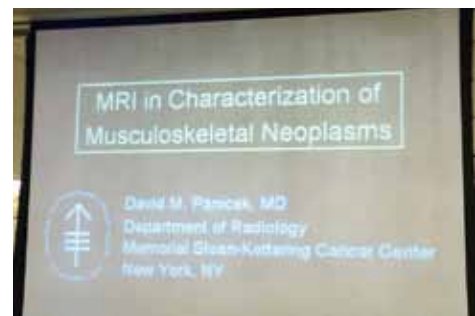 MRI in Characterization of
Musculoskeletal Neoplasms
David M. Panicek, MD
Department of Radiology
Memorial Sloan-Kettering Cancer Center
New York, NY